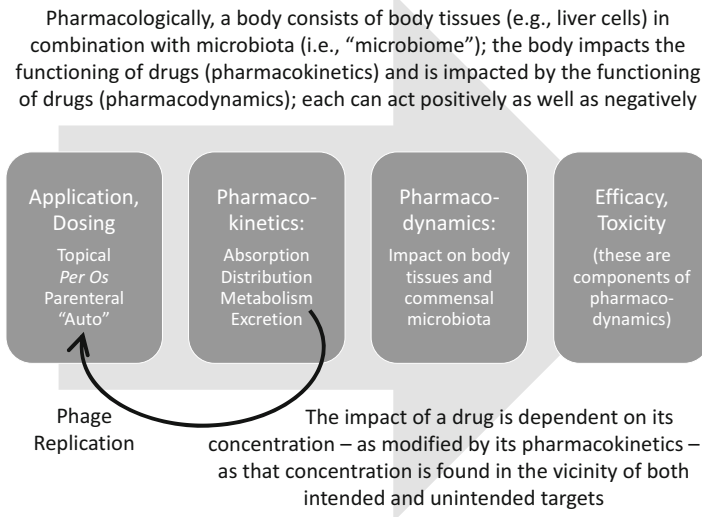 Pharmacologically, a body consists of body tissues (e.g., liver cells) in
combination with microbiota (i.e., “microbiome”); the body impacts the
functioning of drugs (pharmacokinetics) and is impacted by the functioning
of drugs (pharmacodynamics); each can act positively as well as negatively
Application,
Dosing
Topical
Per Os
Parenteral
“Auto”
Pharmaco-
kinetics:
Absorption
Distribution
Metabolism
Excretion
Pharmaco-
dynamics:
Impact on body
tissues and
commensal
microbiota
Efficacy,
Toxicity
(these are
components of
pharmaco-
dynamics)
Phage
Replication
The impact of a drug is dependent on its
concentration – as modified by its pharmacokinetics –
as that concentration is found in the vicinity of both
intended and unintended targets